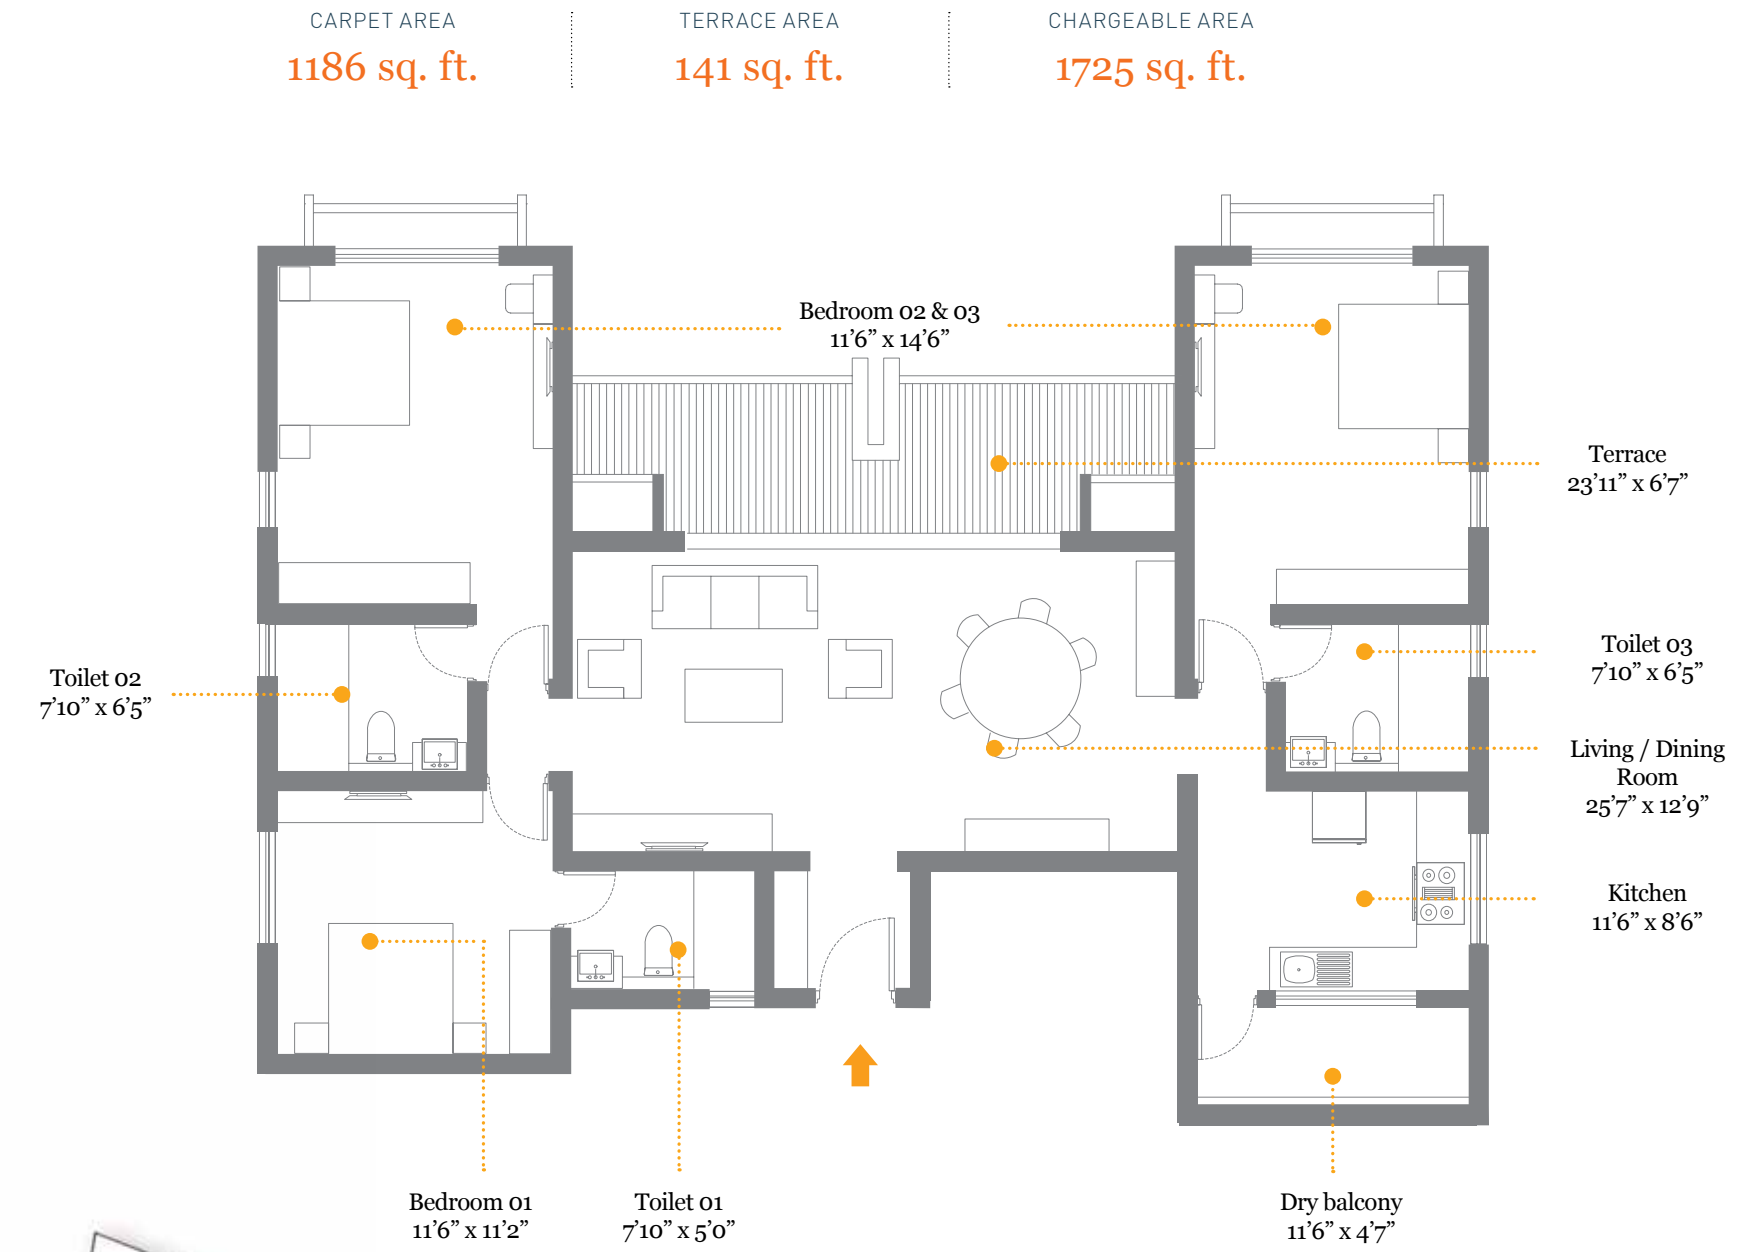 CARPET AREA
1186 sq. ft.
TERRACE AREA
141 sq. ft.
CHARGEABLE AREA
1725 sq. ft.
Bedroom 02 & 03
11’6” x 14’6”
Terrace
23’11” x 6’7”
Toilet 02
7’10” x 6’5”
Toilet 03
7’10” x 6’5”
Living / Dining
Room
25’7” x 12’9”
Kitchen
11’6” x 8’6”
Bedroom 01
11’6” x 11’2”
Toilet 01
7’10” x 5’0”
Dry balcony
11’6” x 4’7”